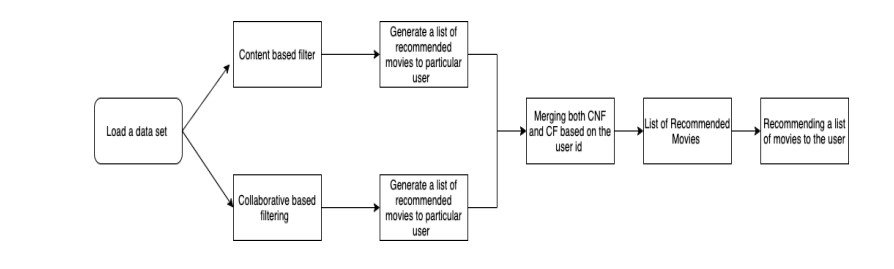 Load a data set
Content based filter
Generate a list of
recommended
movies to particular
user
Collaborative based
filtering
Generate a list of
recommended
movies to particular
user
Merging both CNF
and CF based on the
user id
List of Recommended
Movies
Recommending a list
of movies to the user